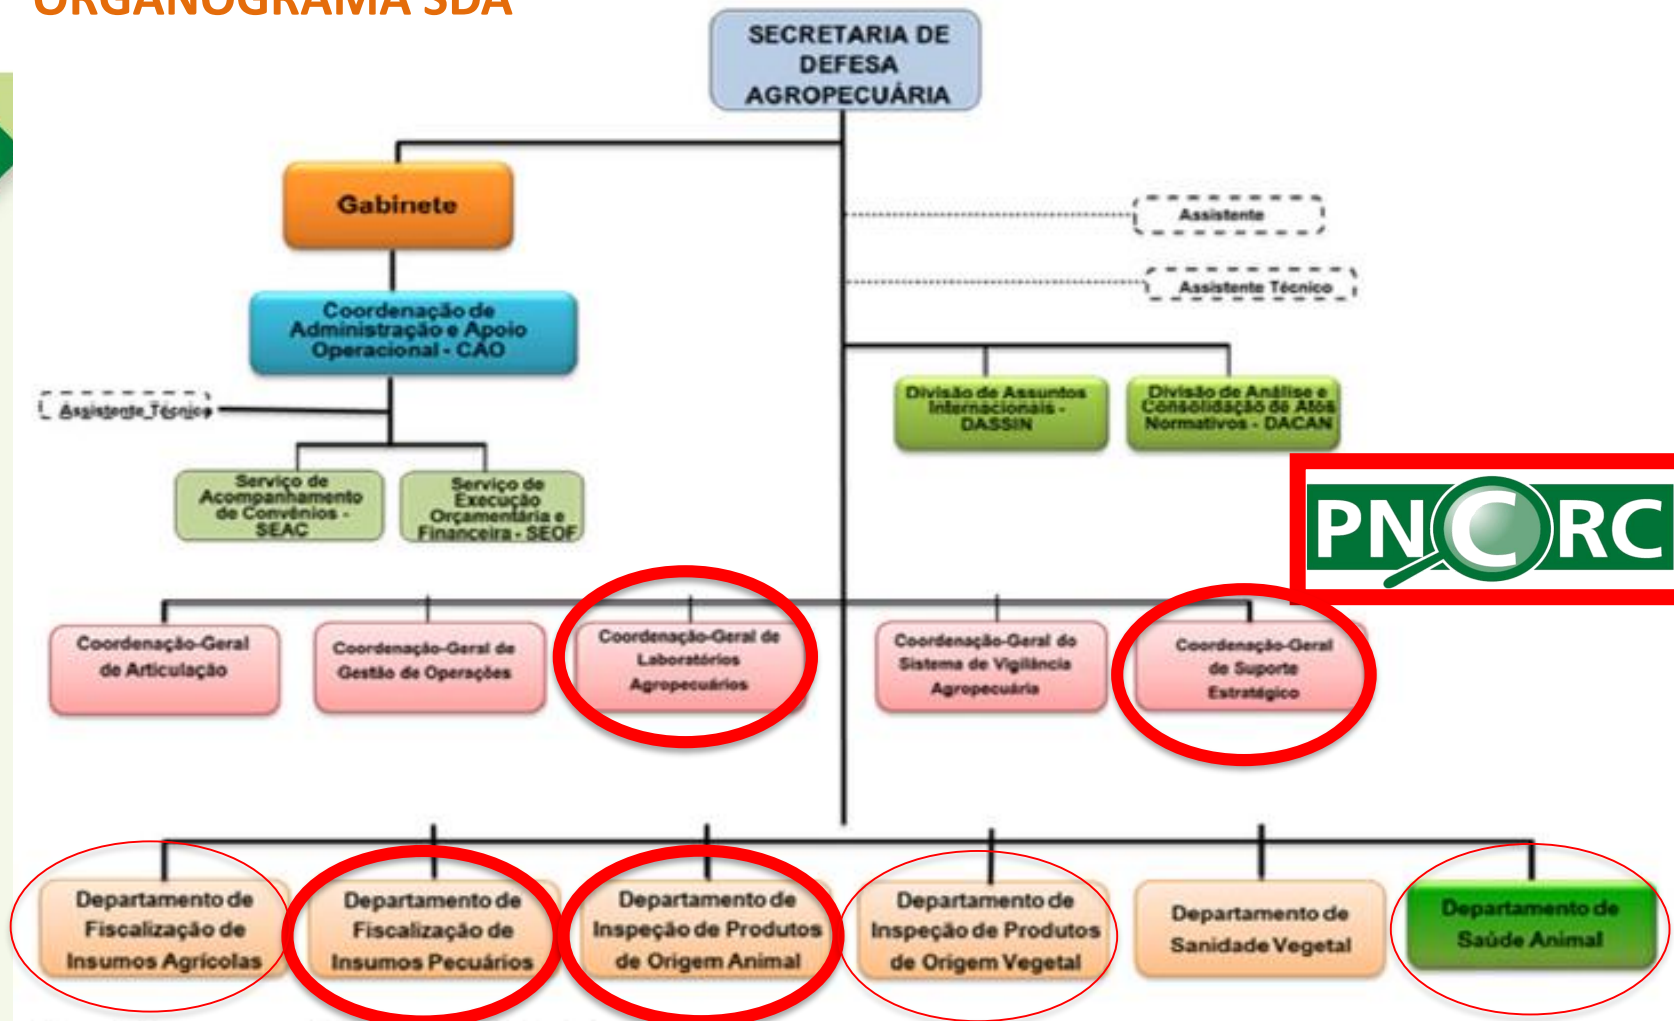 ORGANOGRAMA SDA
SECRETARIA DE
DEFESA
AGROPECUÁRIA
Gabinete
Assistente
Assistente Técnico
Coordenação de
Administração e Apoio
Operacional - CAO
Assistente Técnico
Divisão de Assuntos
Internacionais -
DASSIN
Divisão de Análise e
Consolidação de Atos
Normativos - DACAN
Serviço de
Acompanhamento
de Convênios -
SEAC
Serviço de
Execução
Orçamentária e
Financeira - SEOF
PNCRC
Coordenação-Geral
de Articulação
Coordenação-Geral de
Gestão de Operações
Coordenação-Geral de
Laboratórios
Agropecuários
Coordenação-Geral do
Sistema de Vigilância
Agropecuária
Coordenação-Geral
de Suporte
Estratégico
Departamento de
Fiscalização de
Insumos Agrícolas
Departamento de
Fiscalização de
Insumos Pecuários
Departamento de
Inspeção de Produtos
de Origem Animal
Departamento de
Inspeção de Produtos
de Origem Vegetal
Departamento de
Sanidade Vegetal
Departamento de
Saúde Animal